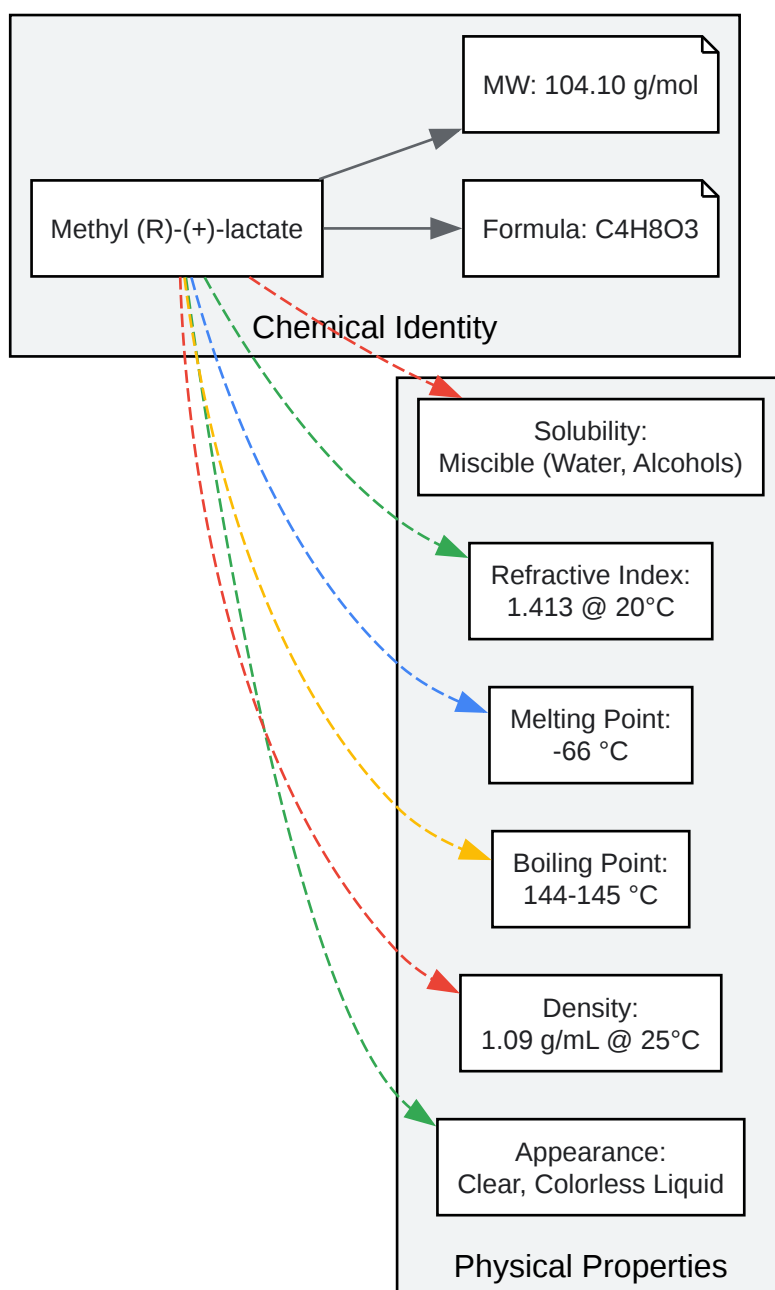 MW: 104.10 g/mol
Methyl (R)-(+)-lactate
Formula: C4H8O3
Chemical Identity
Solubility:
Miscible (Water, Alcohols)
Refractive Index:
1.413 @ 20°C
Melting Point:
-66 °C
Boiling Point:
144-145 °C
Density:
1.09 g/mL @ 25°C
Appearance:
Clear, Colorless Liquid
Physical Properties